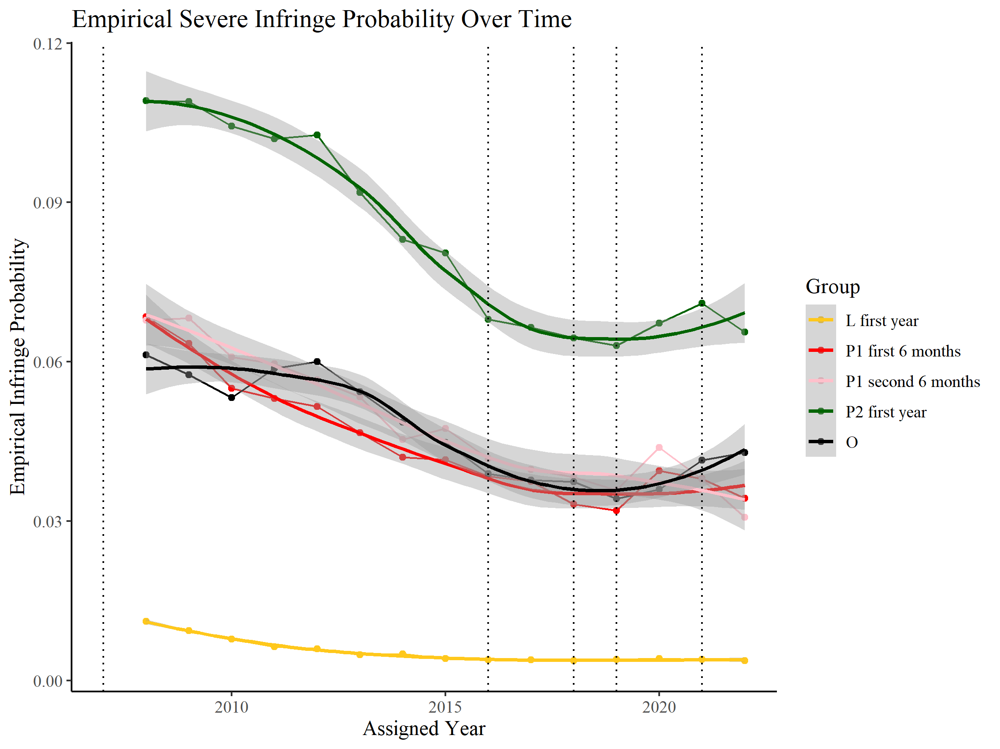 Empirical Severe Infringe Probability Over Time
0.12
0.09
0.06
0.03
0.00
Empirical Infringe Probability
2010
2015
2020
Assigned Year
Group
L first year
P1 first 6 months
P1 second 6 months
P2 first year
O